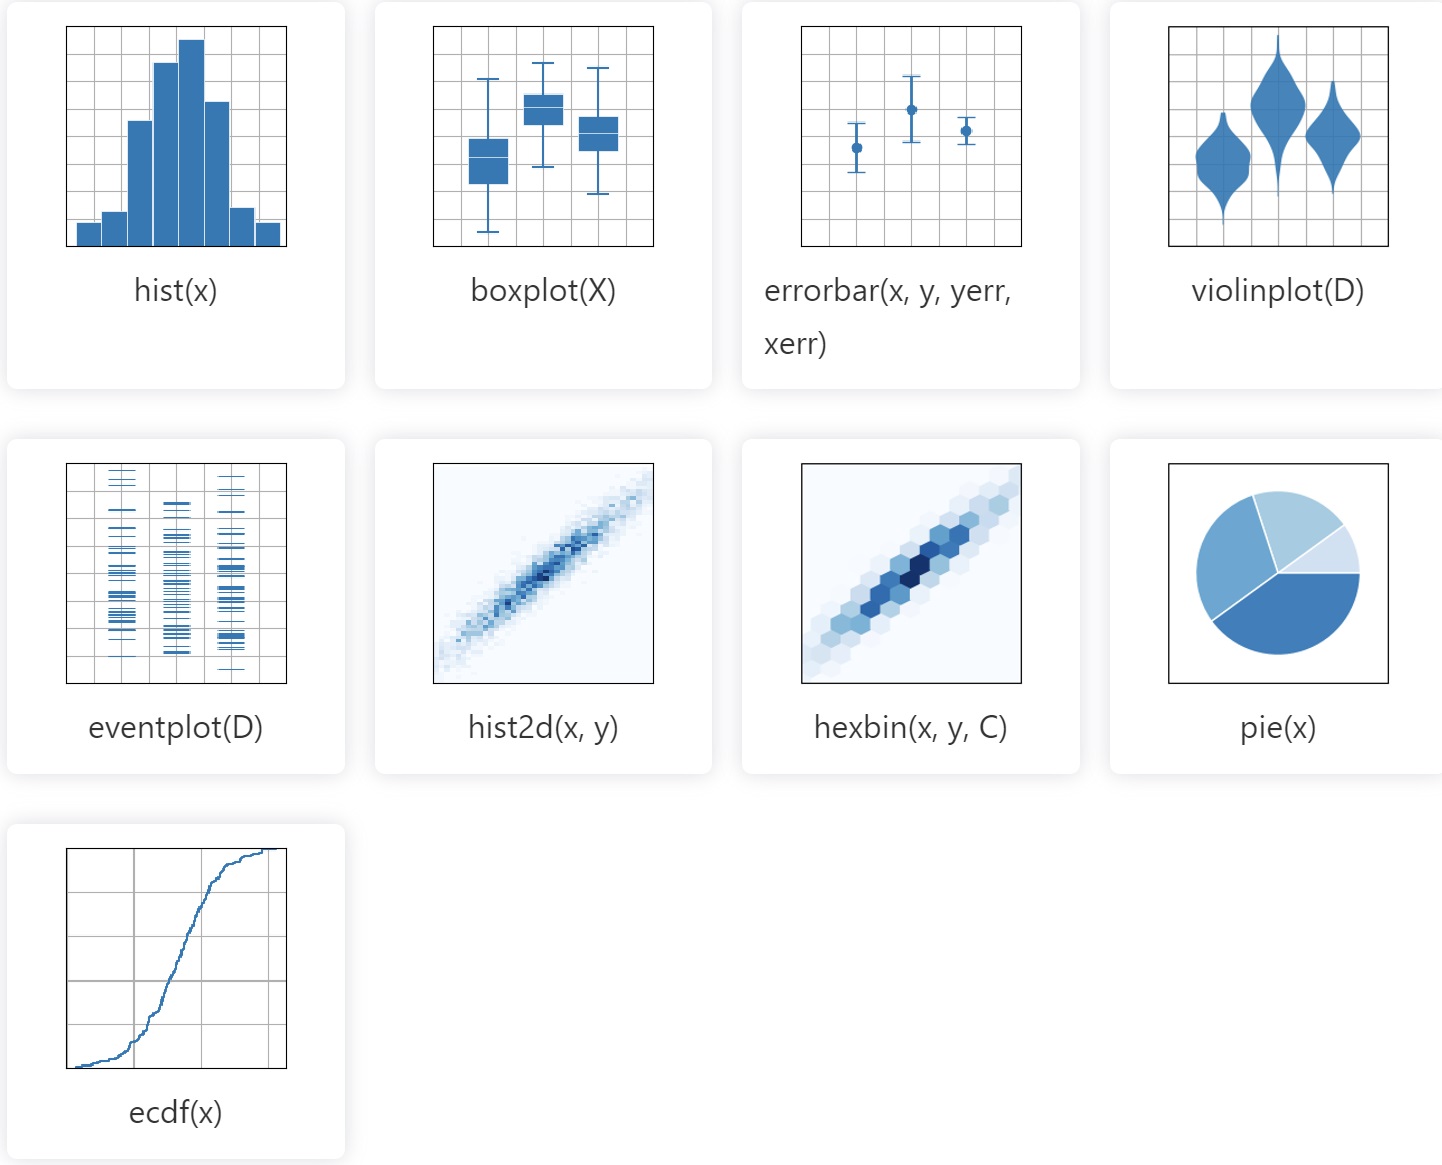 hist(x)
boxplot(X)
errorbar(x, y, yerr,
xerr)
violinplot(D)
eventplot(D)
hist2d(x, y)
hexbin(x, y, C)
pie(x)
ecdf(x)